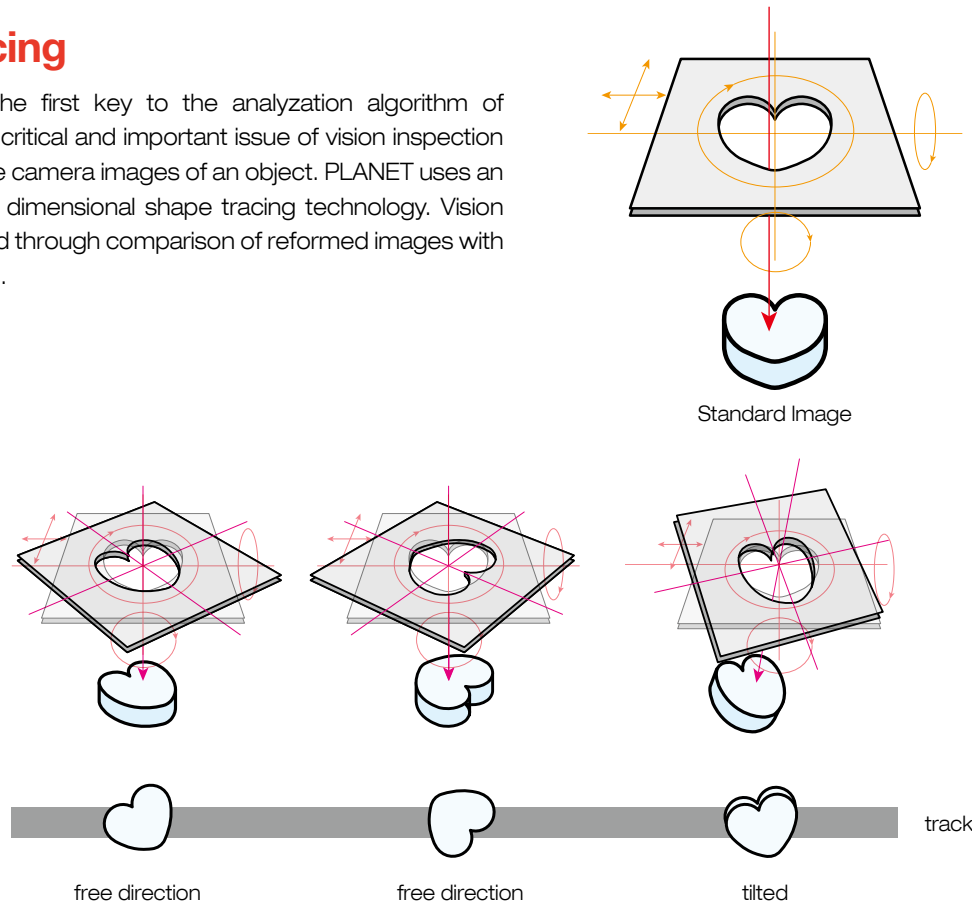 cing
he first key to the analyzation algorithm of
critical and important issue of vision inspection
e camera images of an object. PLANET uses an
dimensional shape tracing technology. Vision
d through comparison of reformed images with
.
Standard Image
track
free direction
free direction
tilted